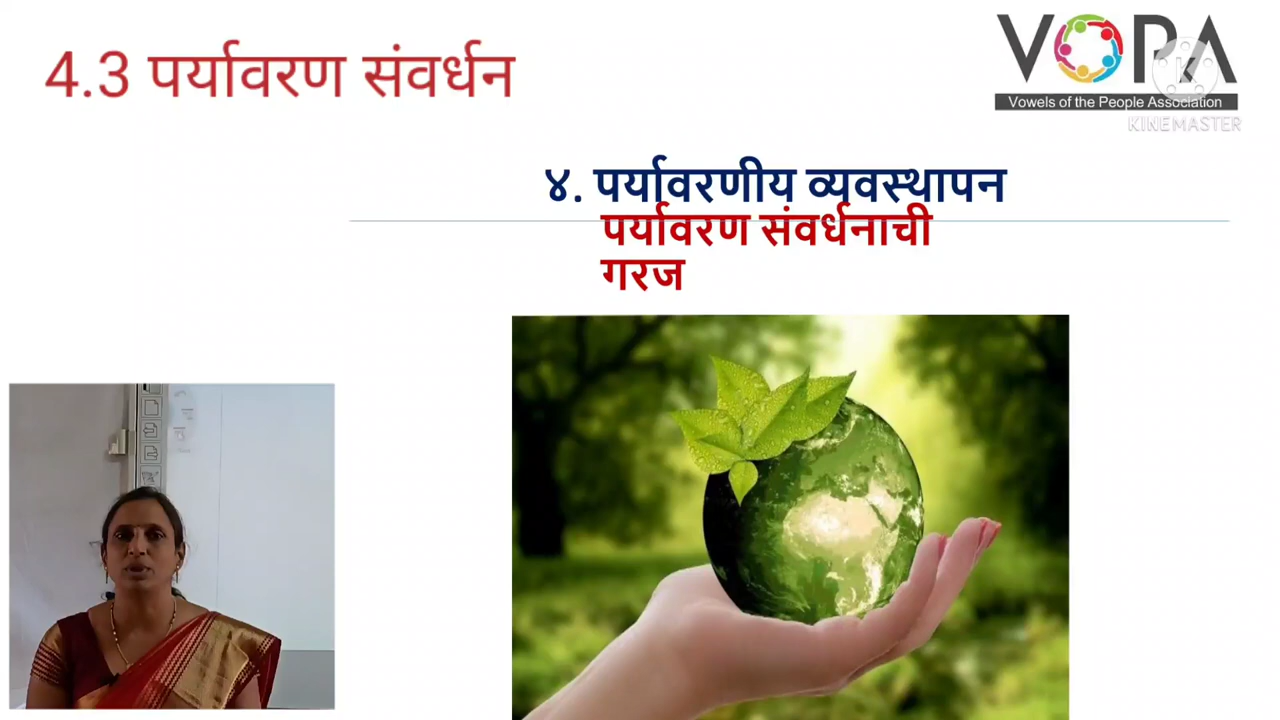 4.3 पर्यावरण संवर्धन
VOPA
Vowels of the People Association
KINEMASTER
४. पर्यावरणीय व्यवस्थापन
पर्यावरण संवर्धनाची
गरज